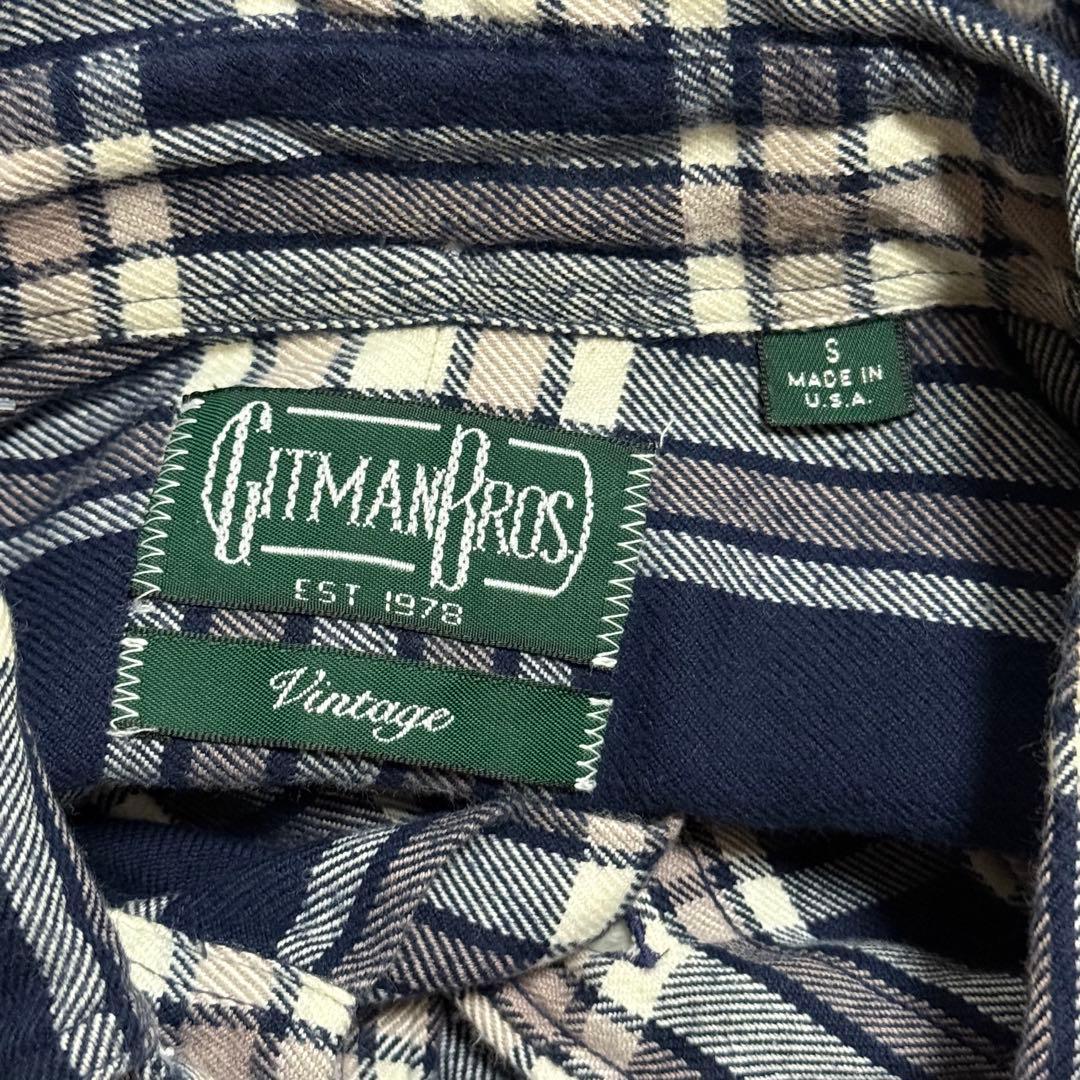 S
MADE IN
U.S.A.
GITMAN BROS.
EST 1978
Vintage